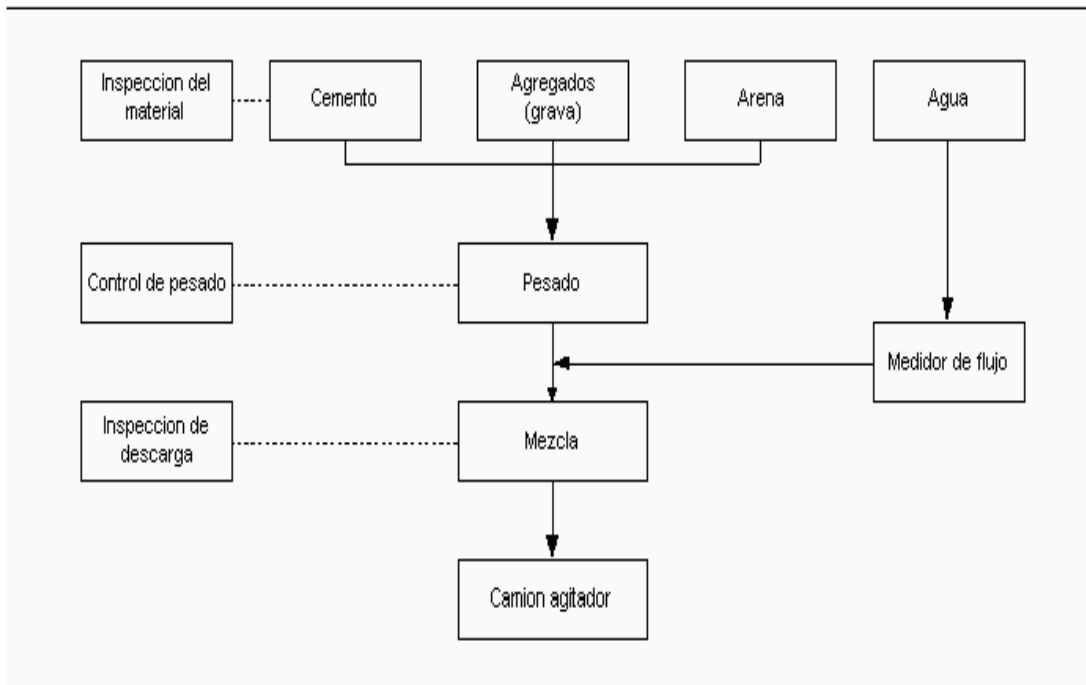 Inspeccion del
material
Cemento
Agregados
(grava)
Arena
Agua
Control de pesado
Pesado
Medidor de flujo
Inspeccion de
descarga
Mezcla
Camion agitador